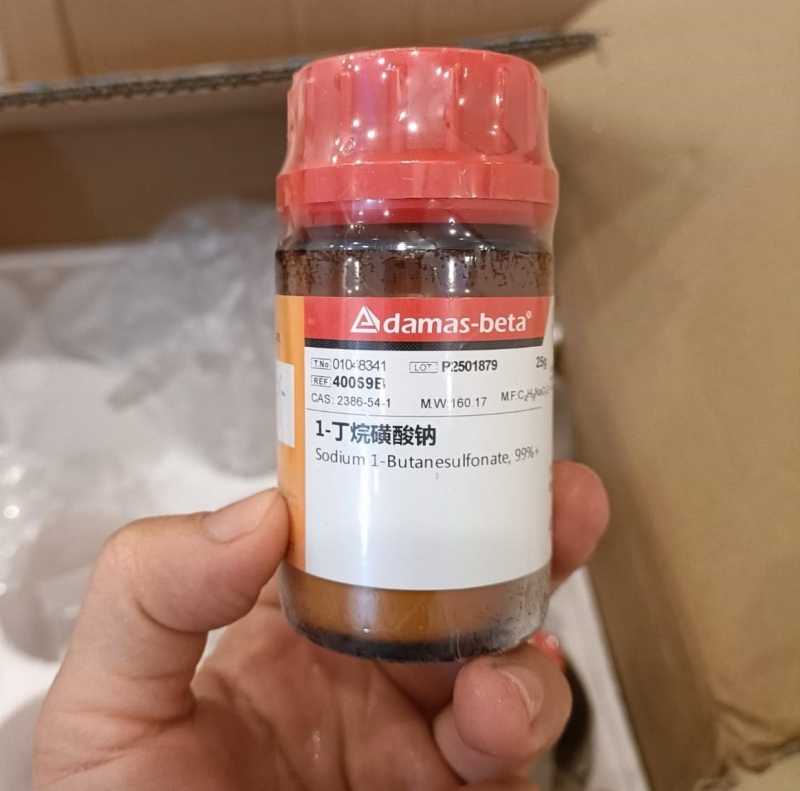 damas-beta®
T.No 01048341 LOT P2501879 25g
REF 40069B
CAS: 2386-54-1 M.W:160.17 M.F:C₄H₉NaO₃
1-丁烷磺酸钠
Sodium 1-Butanesulfonate, 99%+